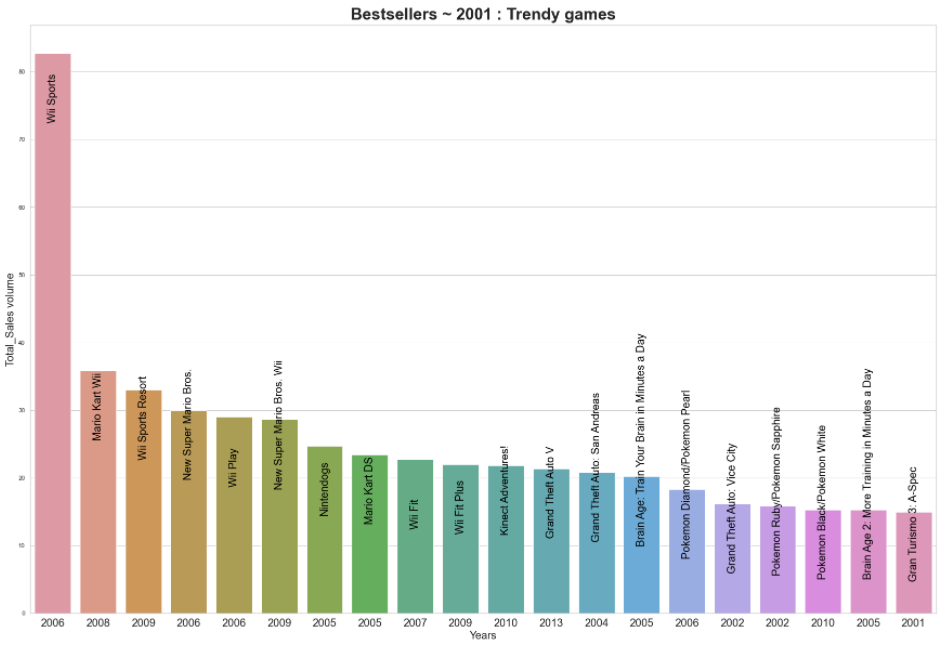 Bestsellers ~ 2001 : Trendy games
Total_Sales volume
80
70
60
50
40
30
20
10
0
Wii Sports
Mario Kart Wii
Wii Sports Resort
New Super Mario Bros.
Wii Play
New Super Mario Bros. Wii
Nintendogs
Mario Kart DS
Wii Fit
Wii Fit Plus
Kinect Adventures!
Grand Theft Auto V
Grand Theft Auto: San Andreas
Brain Age: Train Your Brain in Minutes a Day
Pokemon Diamond/Pokemon Pearl
Grand Theft Auto: Vice City
Pokemon Ruby/Pokemon Sapphire
Pokemon Black/Pokemon White
Brain Age 2: More Training in Minutes a Day
Gran Turismo 3: A-Spec
2006 2008 2009 2006 2006 2009 2005 2005 2007 2009 2010 2013 2004 2005 2006 2002 2002 2010 2005 2001
Years